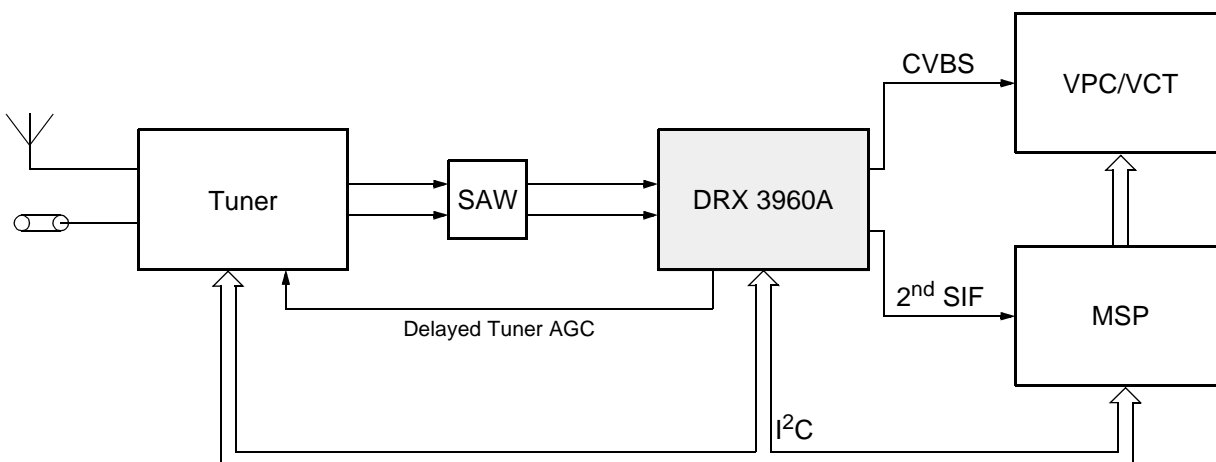 CVBS
VPC/VCT
Tuner
SAW
DRX 3960A
2nd SIF
MSP
Delayed Tuner AGC
I2C